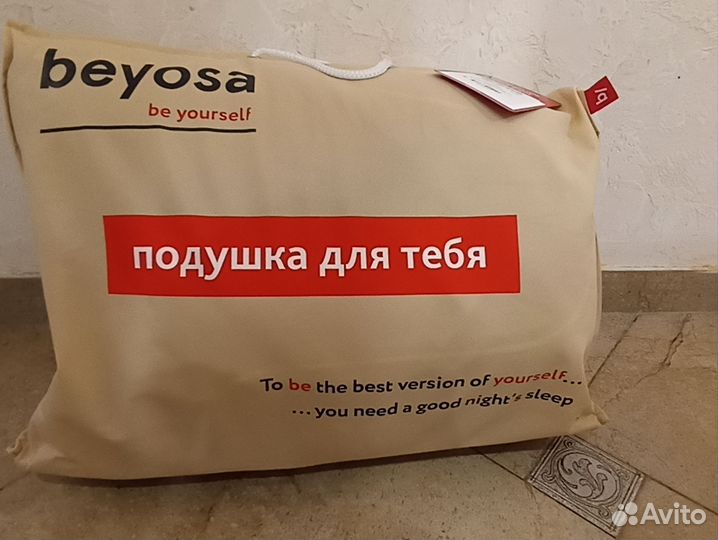 beyosa
be yourself
подушка для тебя
To be the best version of yourself...
...you need a good night's sleep
Avito